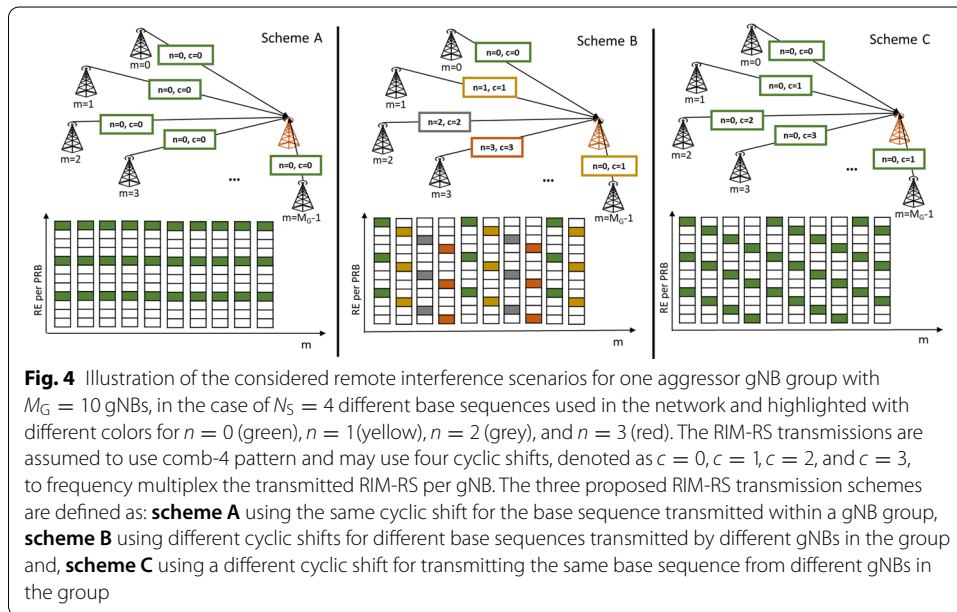 Scheme A
m=0
n=0, c=0
m=1
n=0, c=0
n=0, c=0
m=2
n=0, c=0
m=3
n=0, c=0
...
m=MG-1
RE per PRB
m
Scheme B
m=0
n=0, c=0
m=1
n=1, c=1
n=2, c=2
m=2
n=3, c=3
m=3
n=0, c=1
...
m=MG-1
RE per PRB
m
Scheme C
m=0
n=0, c=0
m=1
n=0, c=1
n=0, c=2
m=2
n=0, c=3
m=3
n=0, c=1
...
m=MG-1
RE per PRB
m
Fig. 4 Illustration of the considered remote interference scenarios for one aggressor gNB group with
MG = 10 gNBs, in the case of NS = 4 different base sequences used in the network and highlighted with
different colors for n = 0 (green), n = 1(yellow), n = 2 (grey), and n = 3 (red). The RIM-RS transmissions are
assumed to use comb-4 pattern and may use four cyclic shifts, denoted as c = 0, c = 1, c = 2, and c = 3,
to frequency multiplex the transmitted RIM-RS per gNB. The three proposed RIM-RS transmission schemes
are defined as: scheme A using the same cyclic shift for the base sequence transmitted within a gNB group,
scheme B using different cyclic shifts for different base sequences transmitted by different gNBs in the group
and, scheme C using a different cyclic shift for transmitting the same base sequence from different gNBs in
the group